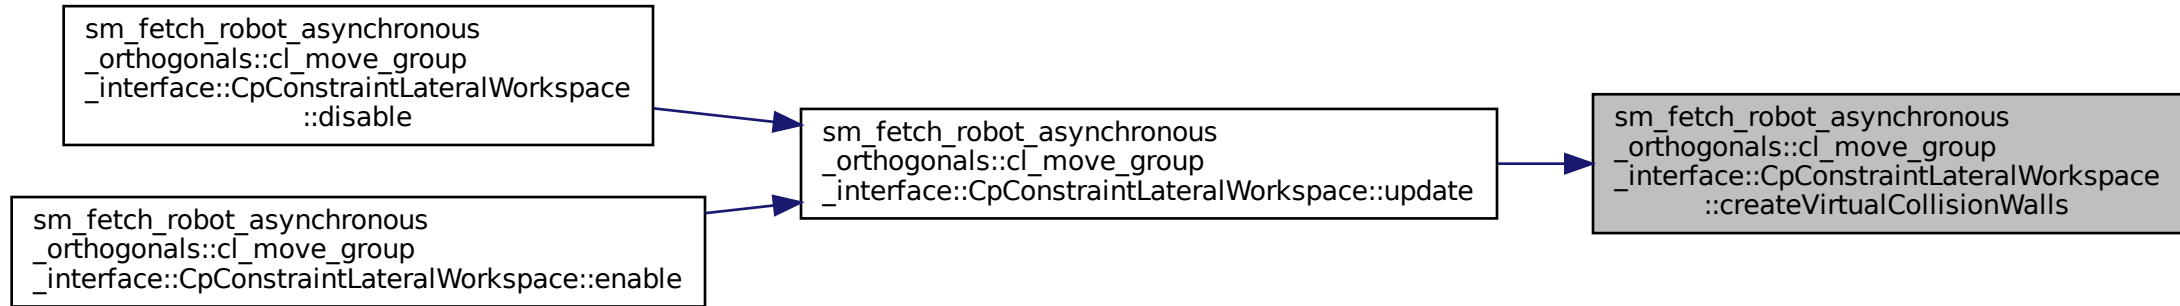 sm_fetch_robot_asynchronous
_orthogonals::cl_move_group
_interface::CpConstraintLateralWorkspace
::disable
sm_fetch_robot_asynchronous
_orthogonals::cl_move_group
_interface::CpConstraintLateralWorkspace::enable
sm_fetch_robot_asynchronous
_orthogonals::cl_move_group
_interface::CpConstraintLateralWorkspace::update
sm_fetch_robot_asynchronous
_orthogonals::cl_move_group
_interface::CpConstraintLateralWorkspace
::createVirtualCollisionWalls